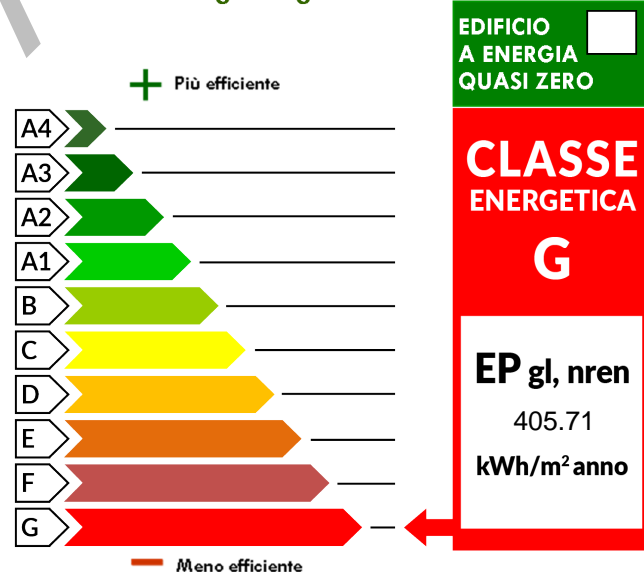 EDIFICIO
A ENERGIA
QUASI ZERO
Più efficiente
A4
A3
A2
A1
B
C
D
E
F
G
Meno efficiente
CLASSE
ENERGETICA
G
EP gl, nren
405.71
kWh/m² anno